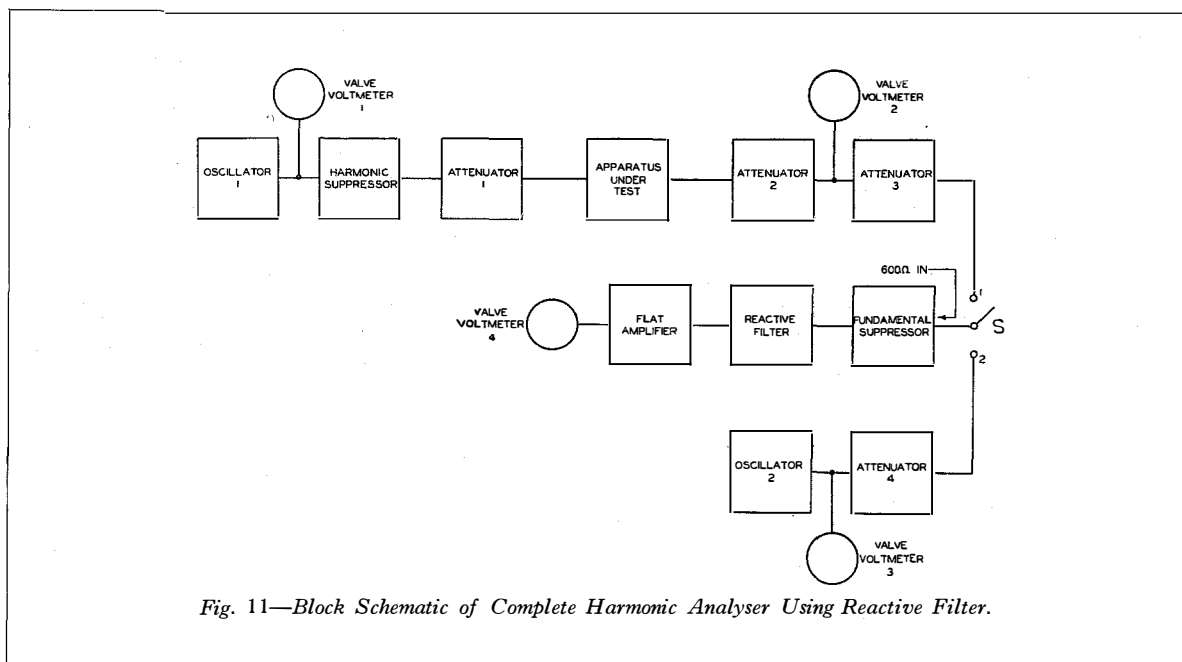 VALVE
VOLTMETER
1
VALVE
VOLTMETER
2
OSCILLATOR
1
HARMONIC
SUPPRESSOR
ATTENUATOR
1
APPARATUS
UNDER
TEST
ATTENUATOR
2
ATTENUATOR
3
600Ω IN
1
S
2
VALVE
VOLTMETER
4
FLAT
AMPLIFIER
REACTIVE
FILTER
FUNDAMENTAL
SUPPRESSOR
OSCILLATOR
2
ATTENUATOR
4
VALVE
VOLTMETER
3
Fig. 11—Block Schematic of Complete Harmonic Analyser Using Reactive Filter.